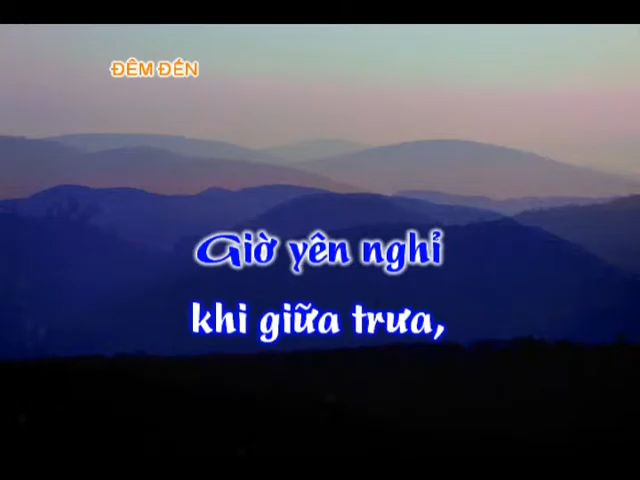 ĐÊM ĐẾN
Giờ yên nghỉ
khi giữa trưa,